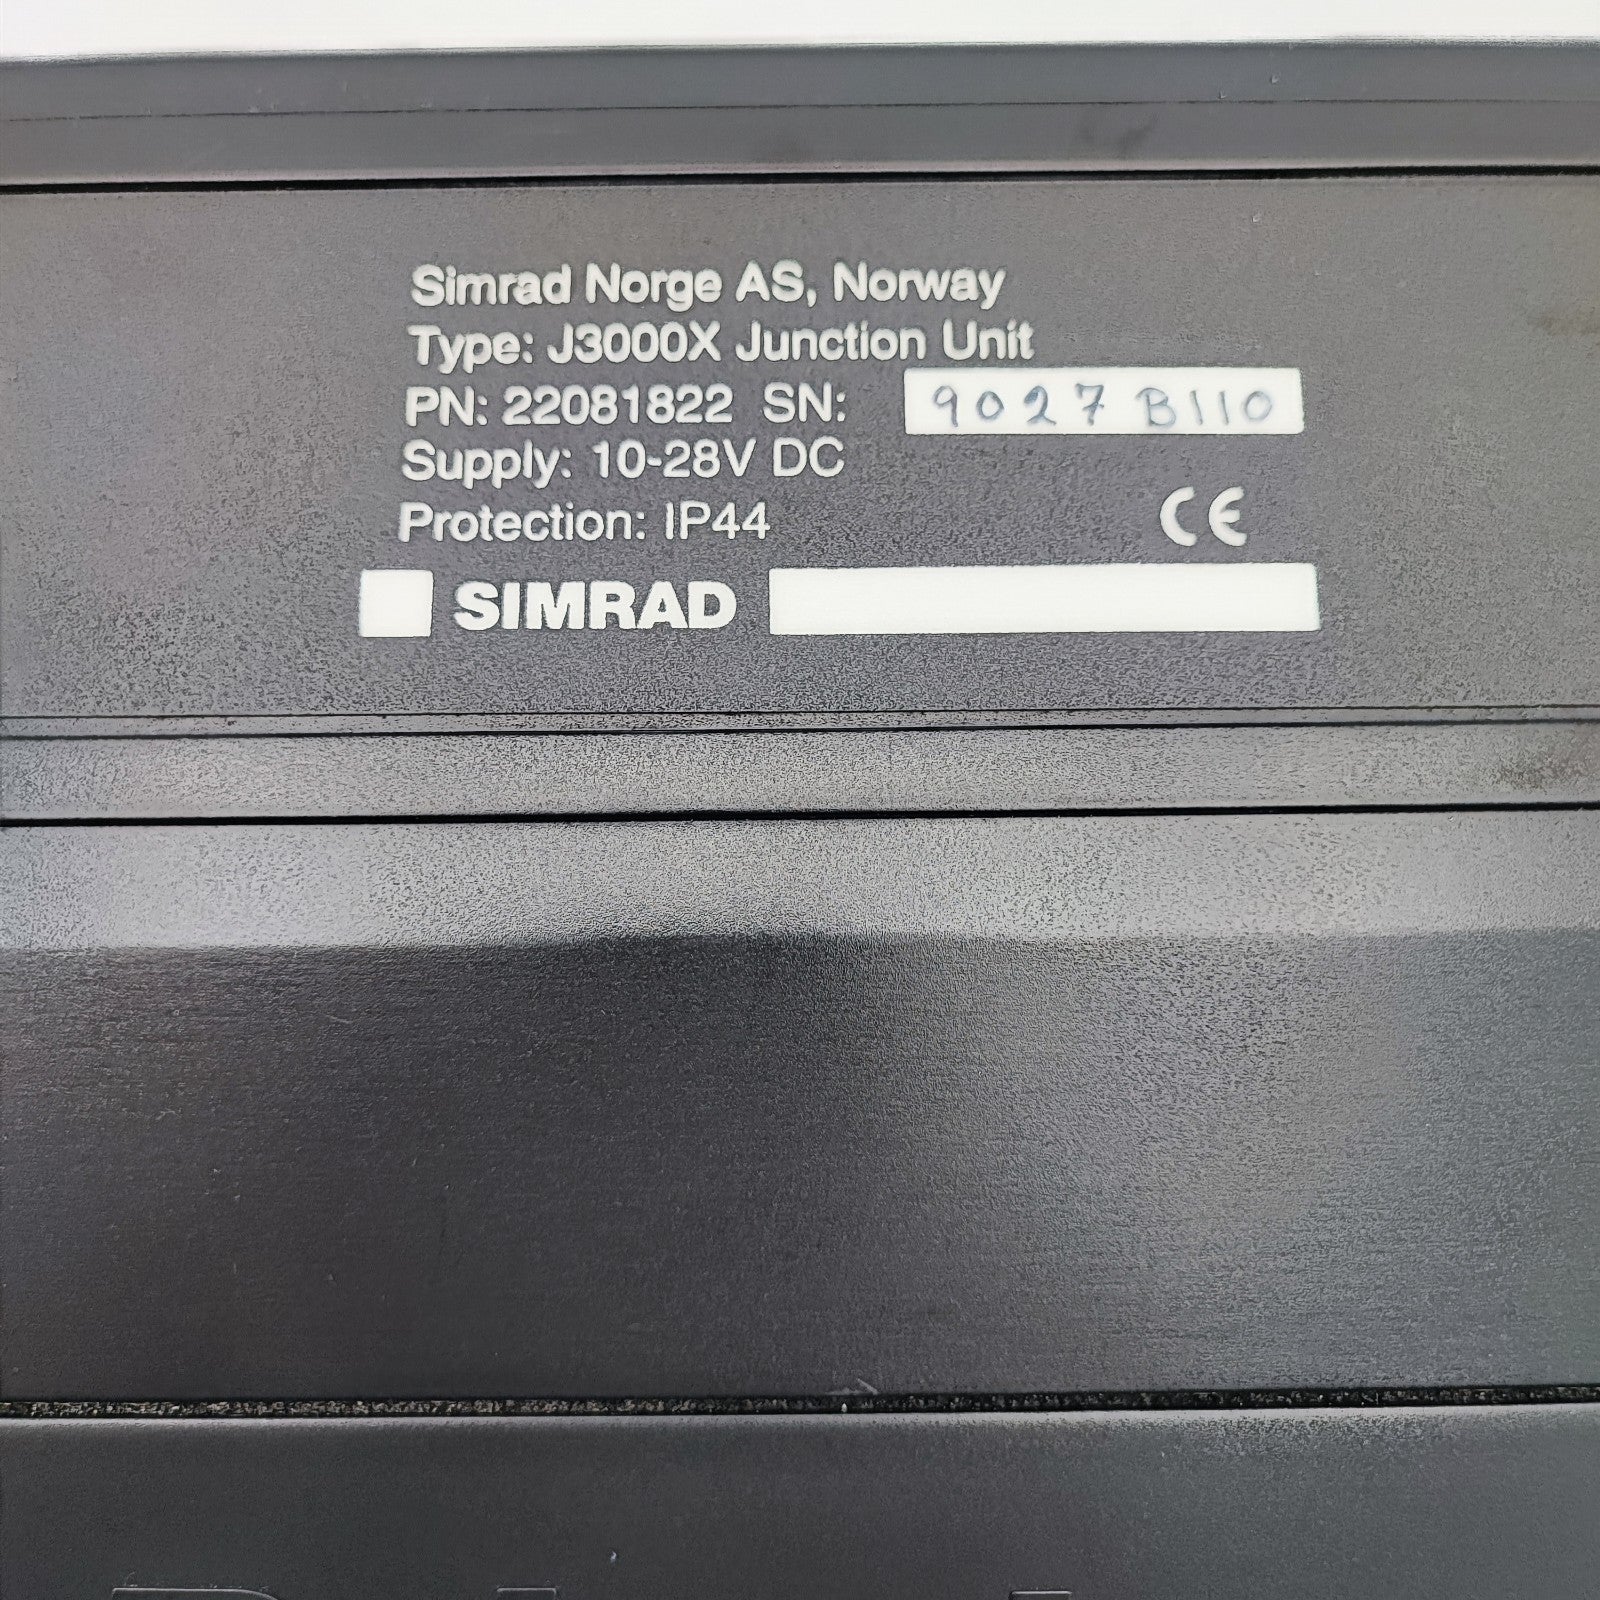 Simrad Norge AS, Norway
Type: J3000X Junction Unit
PN: 22081822 SN: 9027 B110
Supply: 10-28V DC
Protection: IP44 CE
SIMRAD